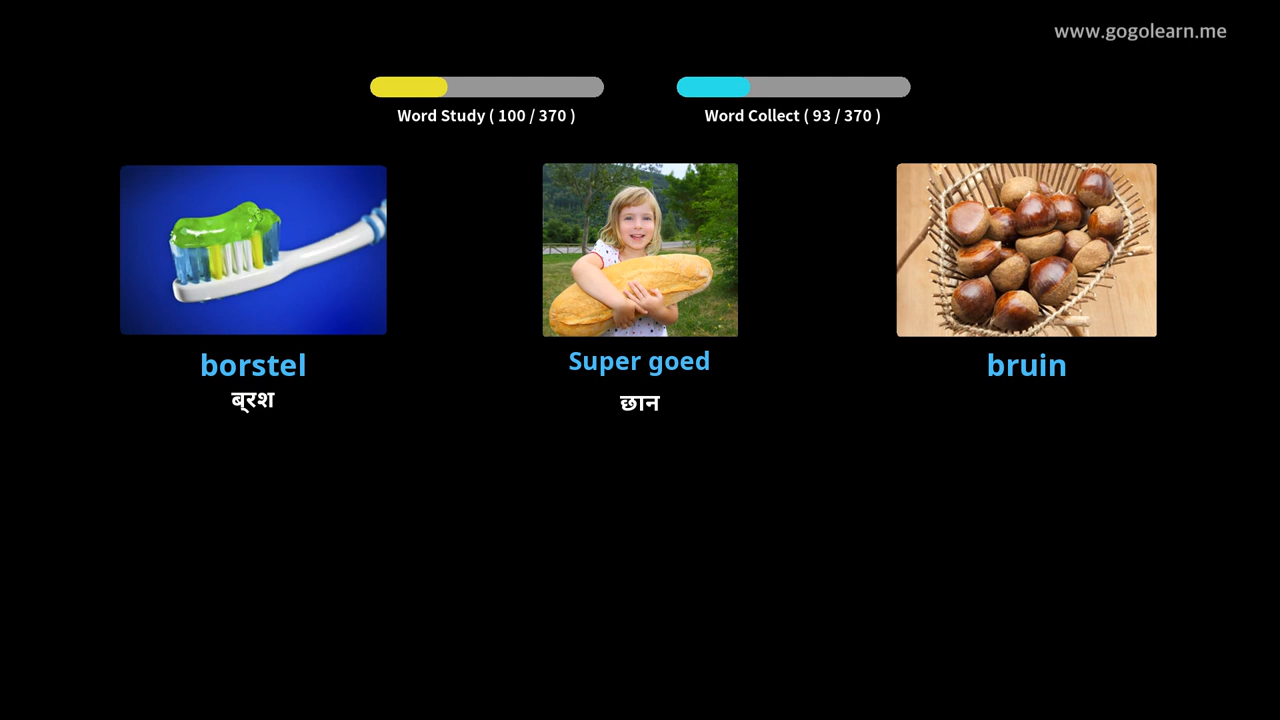 www.gogolearn.me
Word Study ( 100 / 370 )
Word Collect ( 93 / 370 )
borstel
ब्रश
Super goed
छान
bruin